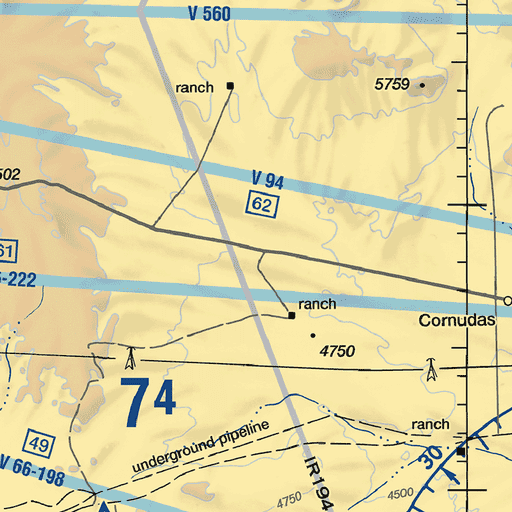 V 560
ranch
5759
502
V 94
62
61
5-222
ranch
Cornudas
4750
74
ranch
49
underground pipeline
30
V 66-198
IR194
4750
4500